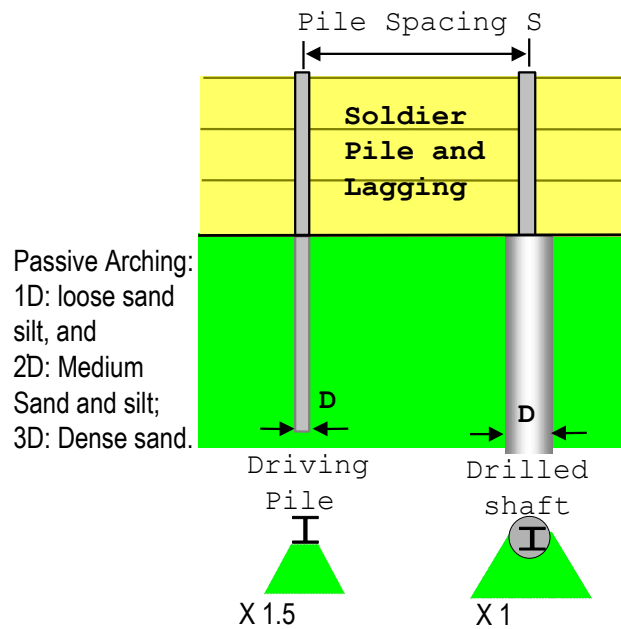 Pile Spacing S
Soldier
Pile and
Lagging
Passive Arching:
1D: loose sand
silt, and
2D: Medium
Sand and silt;
3D: Dense sand.
D
D
Driving
Pile
Drilled
shaft
X 1.5
X 1